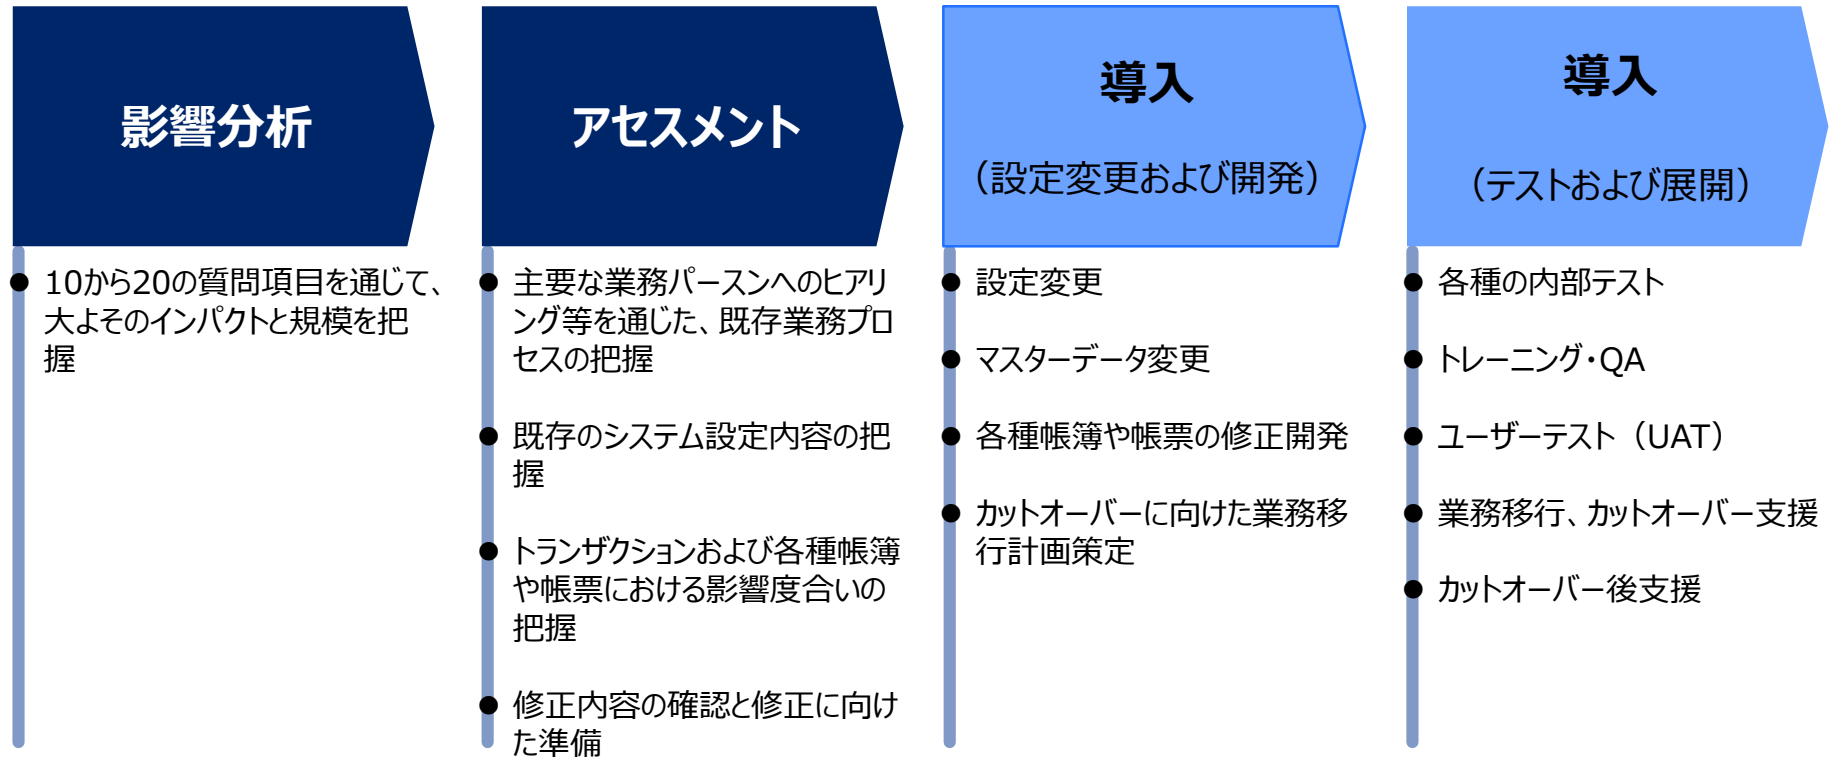 影響分析
● 10から20の質問項目を通じて、
大よそのインパクトと規模を把
握
アセスメント
● 主要な業務パースンへのヒアリ
ング等を通じた、既存業務プロ
セスの把握
● 既存のシステム設定内容の把
握
● トランザクションおよび各種帳簿
や帳票における影響度合いの
把握
● 修正内容の確認と修正に向け
た準備
導入
（設定変更および開発）
● 設定変更
● マスターデータ変更
● 各種帳簿や帳票の修正開発
● カットオーバーに向けた業務移
行計画策定
導入
（テストおよび展開）
● 各種の内部テスト
● トレーニング・QA
● ユーザーテスト（UAT）
● 業務移行、カットオーバー支援
● カットオーバー後支援